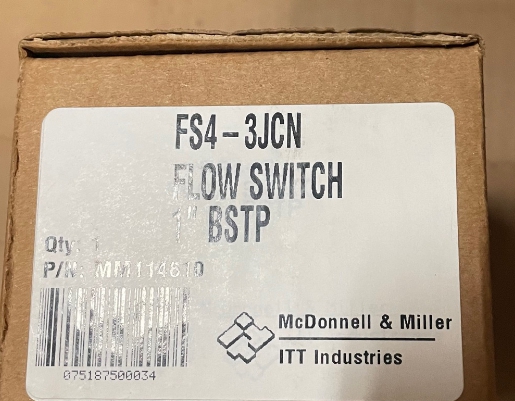 FS4-3JCN
FLOW SWITCH
1" BSTP
Qty: 1
P/N: MM114610
075187500034
McDonnell & Miller
ITT Industries